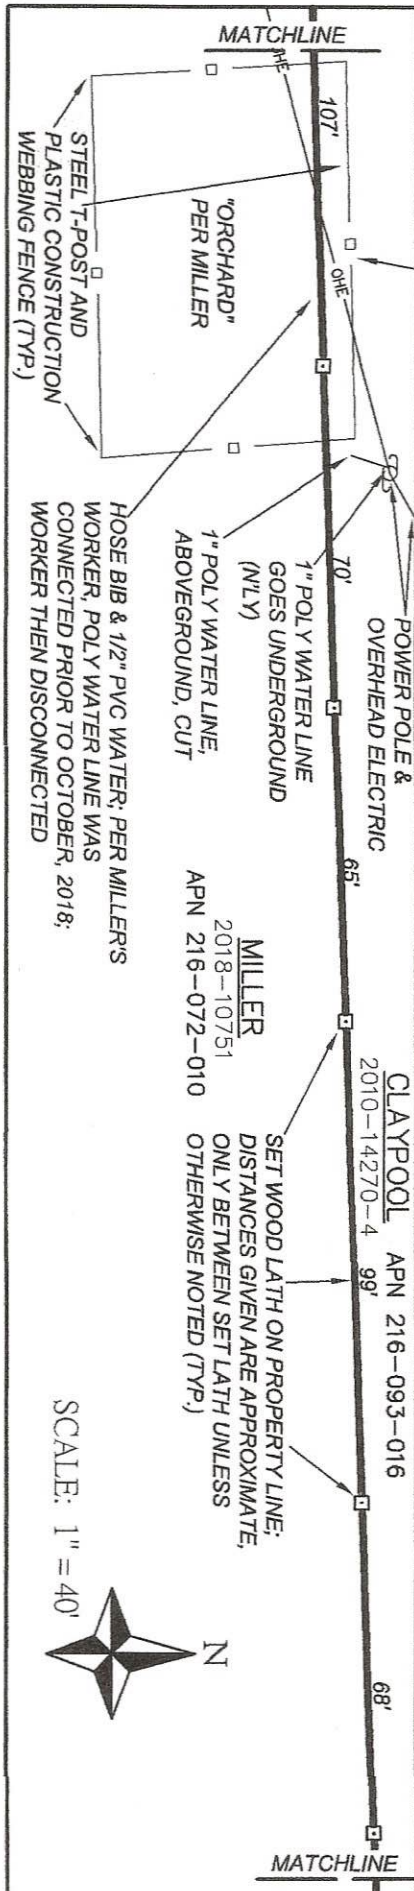 MATCHLINE
OHE
107'
"ORCHARD"
PER MILLER
STEEL T-POST AND
PLASTIC CONSTRUCTION
WEBBING FENCE (TYP.)
OHE
POWER POLE &
OVERHEAD ELECTRIC
70'
1" POLY WATER LINE
GOES UNDERGROUND
(N'LY)
1" POLY WATER LINE,
ABOVEGROUND, CUT
HOSE BIB & 1/2" PVC WATER; PER MILLER'S
WORKER, POLY WATER LINE WAS
CONNECTED PRIOR TO OCTOBER, 2018;
WORKER THEN DISCONNECTED
65'
CLAYPOOL APN 216-093-016
2010-14270-4
99'
MILLER
2018-10751
APN 216-072-010
SET WOOD LATH ON PROPERTY LINE;
DISTANCES GIVEN ARE APPROXIMATE,
ONLY BETWEEN SET LATH UNLESS
OTHERWISE NOTED (TYP.)
68'
N
SCALE: 1" = 40'
MATCHLINE